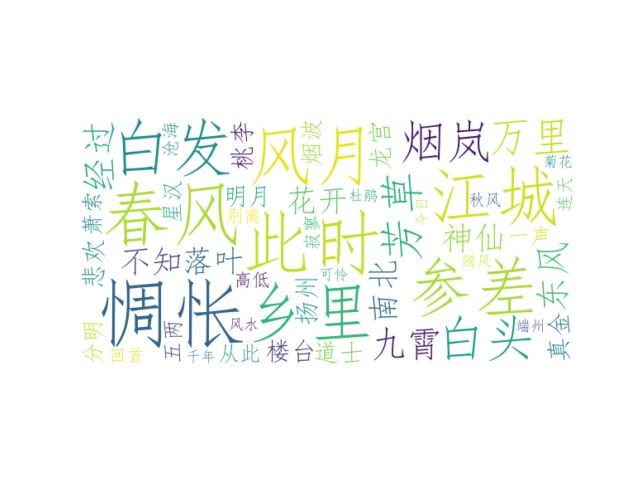 经过
白发
沧海
桃李
风月
烟波
龙宫
烟岚
万里
菊花
春风
星汉
明月
别离
花开
杜鹃
寂寥
此时
芳草
今日
江城
秋风
连天
神仙
一声
萧索
悲欢
不知
落叶
高低
可怜
扬州
南北
随风
参差
东风
惆怅
乡里
分明
回首
五两
风水
千年
从此
楼台
道士
九霄
白头
端坐
真金